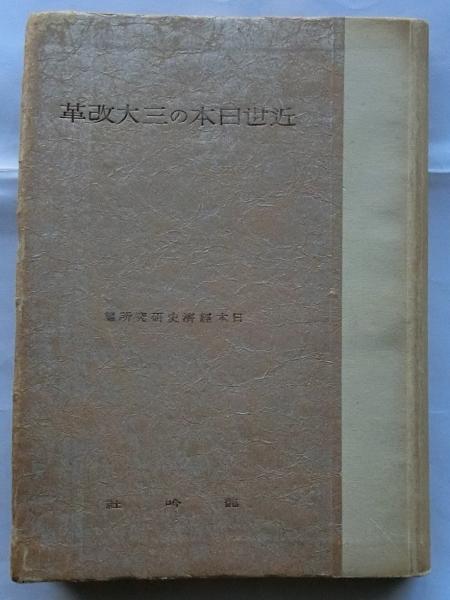 近世日本の三大改革
日本經濟史研究所編
龍吟社